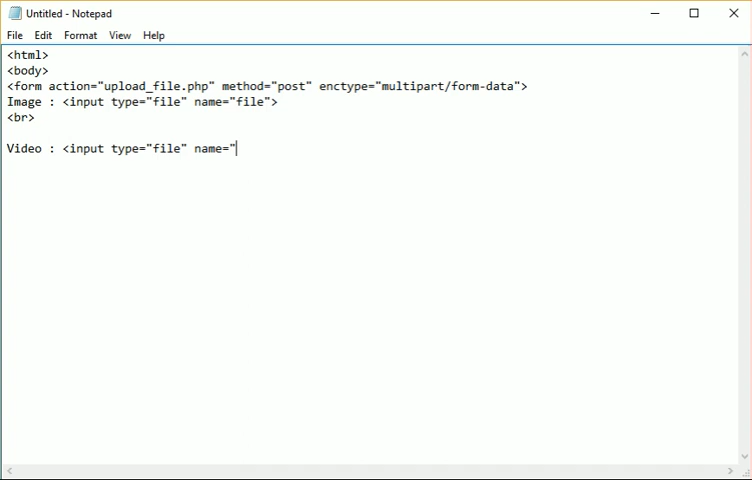 Untitled - Notepad
File Edit Format View Help
<html>
<body>
<form action="upload_file.php" method="post" enctype="multipart/form-data">
Image : <input type="file" name="file">
<br>
Video : <input type="file" name="